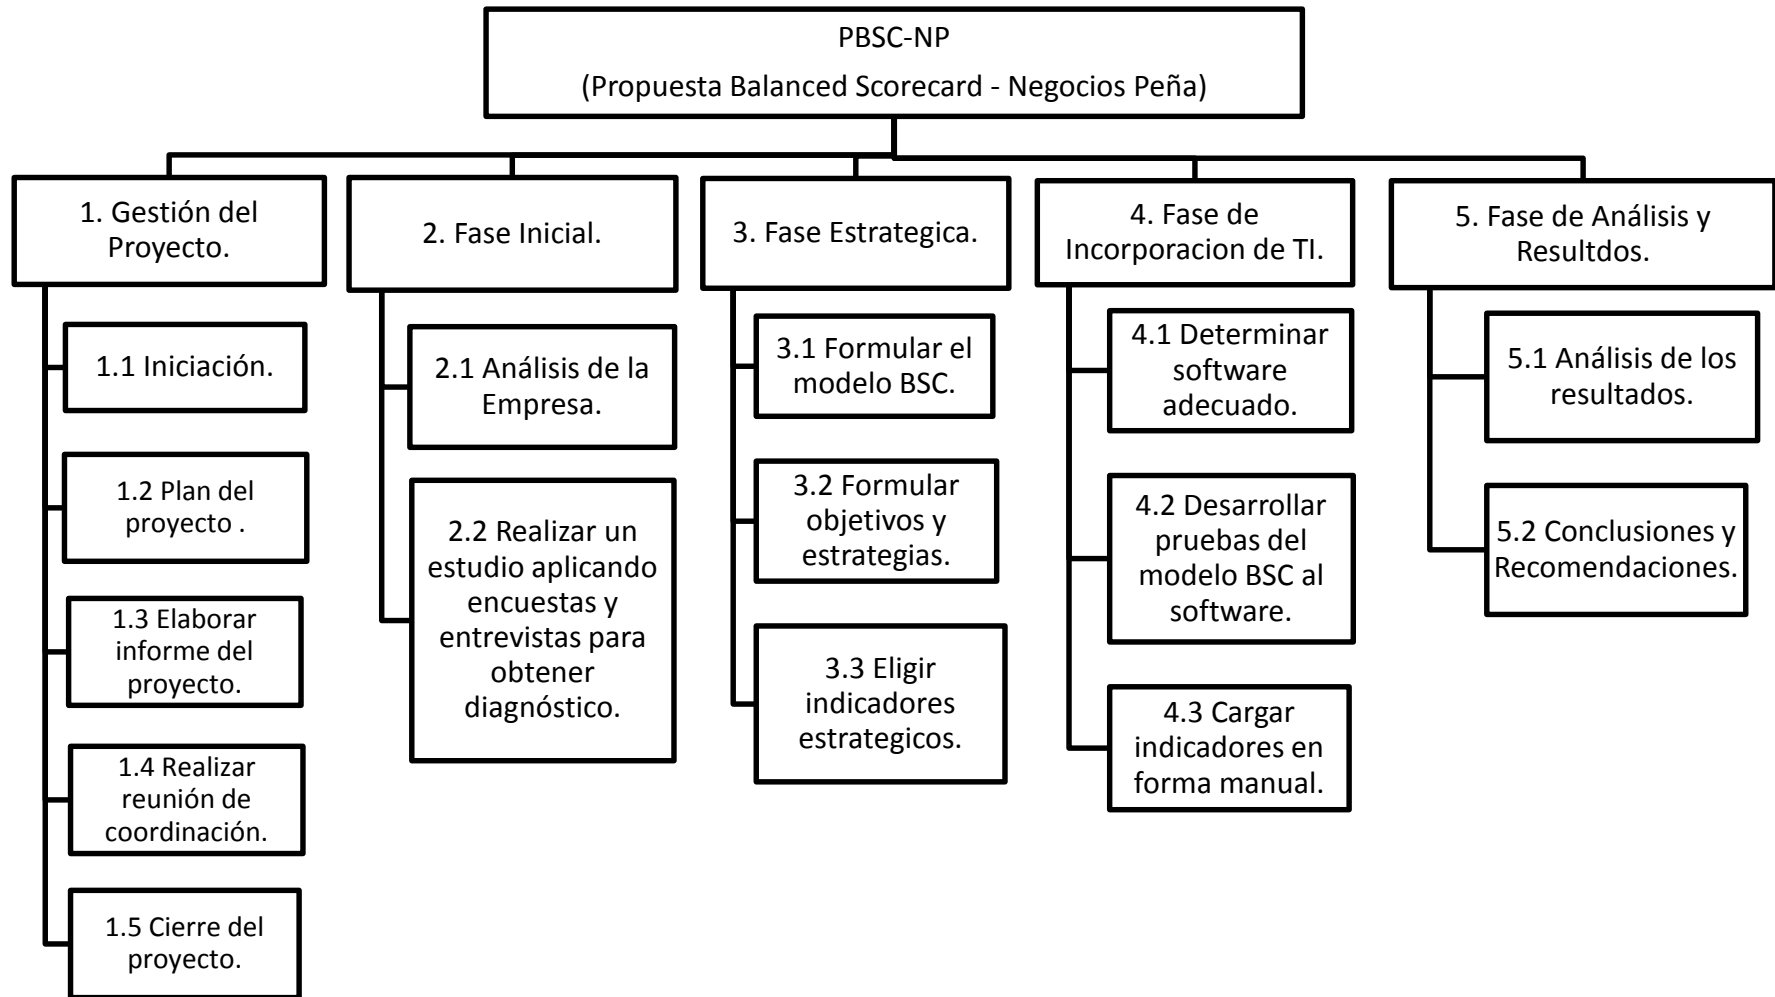 PBSC-NP
(Propuesta Balanced Scorecard - Negocios Peña)
1. Gestión del
Proyecto.
1.1 Iniciación.
1.2 Plan del
proyecto .
1.3 Elaborar
informe del
proyecto.
1.4 Realizar
reunión de
coordinación.
1.5 Cierre del
proyecto.
2. Fase Inicial.
2.1 Análisis de la
Empresa.
2.2 Realizar un
estudio aplicando
encuestas y
entrevistas para
obtener
diagnóstico.
3. Fase Estrategica.
3.1 Formular el
modelo BSC.
3.2 Formular
objetivos y
estrategias.
3.3 Eligir
indicadores
estrategicos.
4. Fase de
Incorporacion de TI.
4.1 Determinar
software
adecuado.
4.2 Desarrollar
pruebas del
modelo BSC al
software.
4.3 Cargar
indicadores en
forma manual.
5. Fase de Análisis y
Resultdos.
5.1 Análisis de los
resultados.
5.2 Conclusiones y
Recomendaciones.